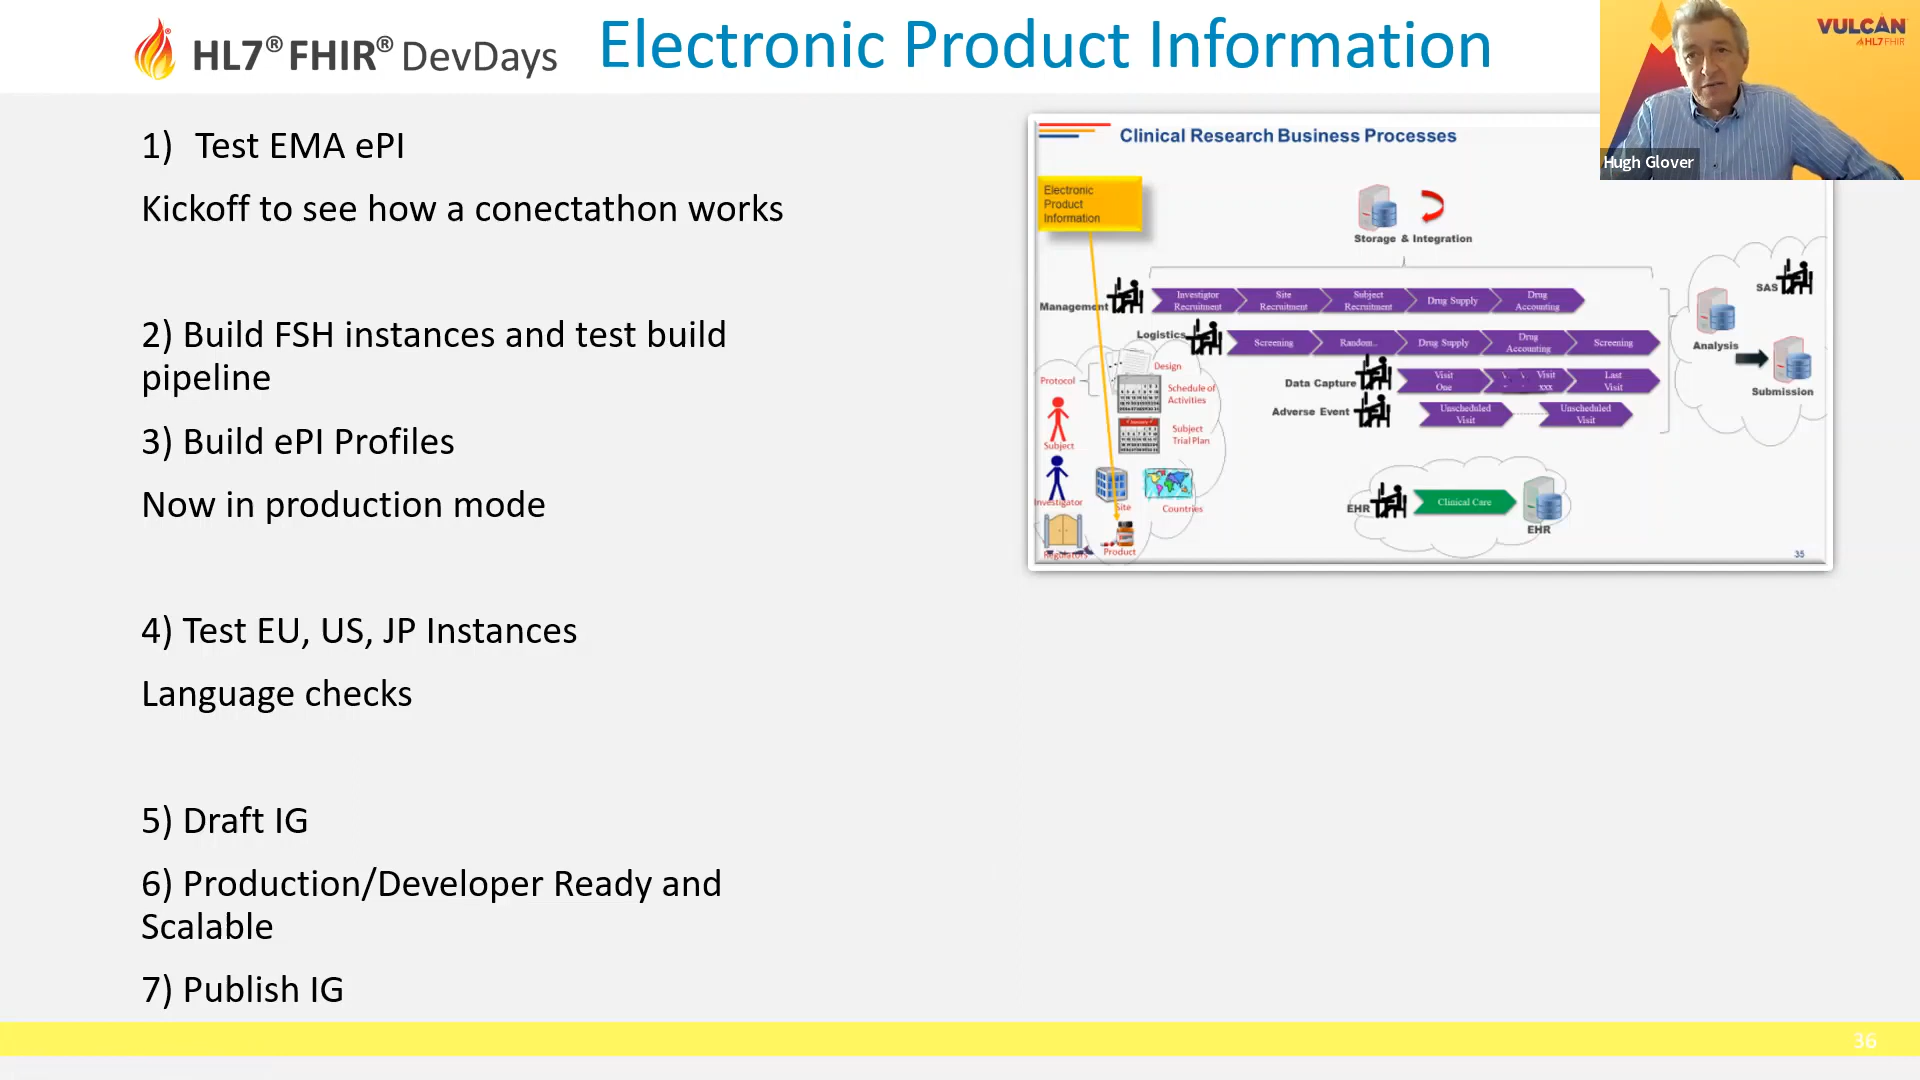 HL7® FHIR® DevDays
Electronic Product Information
VULCAN
HL7 FHIR
Hugh Glover
1) Test EMA ePI
Kickoff to see how a conectathon works
2) Build FSH instances and test build
pipeline
3) Build ePI Profiles
Now in production mode
4) Test EU, US, JP Instances
Language checks
5) Draft IG
6) Production/Developer Ready and
Scalable
7) Publish IG
Clinical Research Business Processes
Electronic
Product
Information
Storage & Integration
Management
Investigtor
Recruitment
Site
Recruitment
Subject
Recruitment
Drug Supply
Drug
Accounting
Logistics
Screening
Random..
Drug Supply
Drug
Accounting
Screening
Data Capture
Visit
One
Visit
xxx
Last
Visit
Adverse Event
Unscheduled
Visit
Unscheduled
Visit
SAS
Analysis
Submission
Protocol
Design
Schedule of
Activities
Subject
Trial Plan
Subject
Investigator
Site
Countries
Regulators
Product
EHR
Clinical Care
EHR
35
36